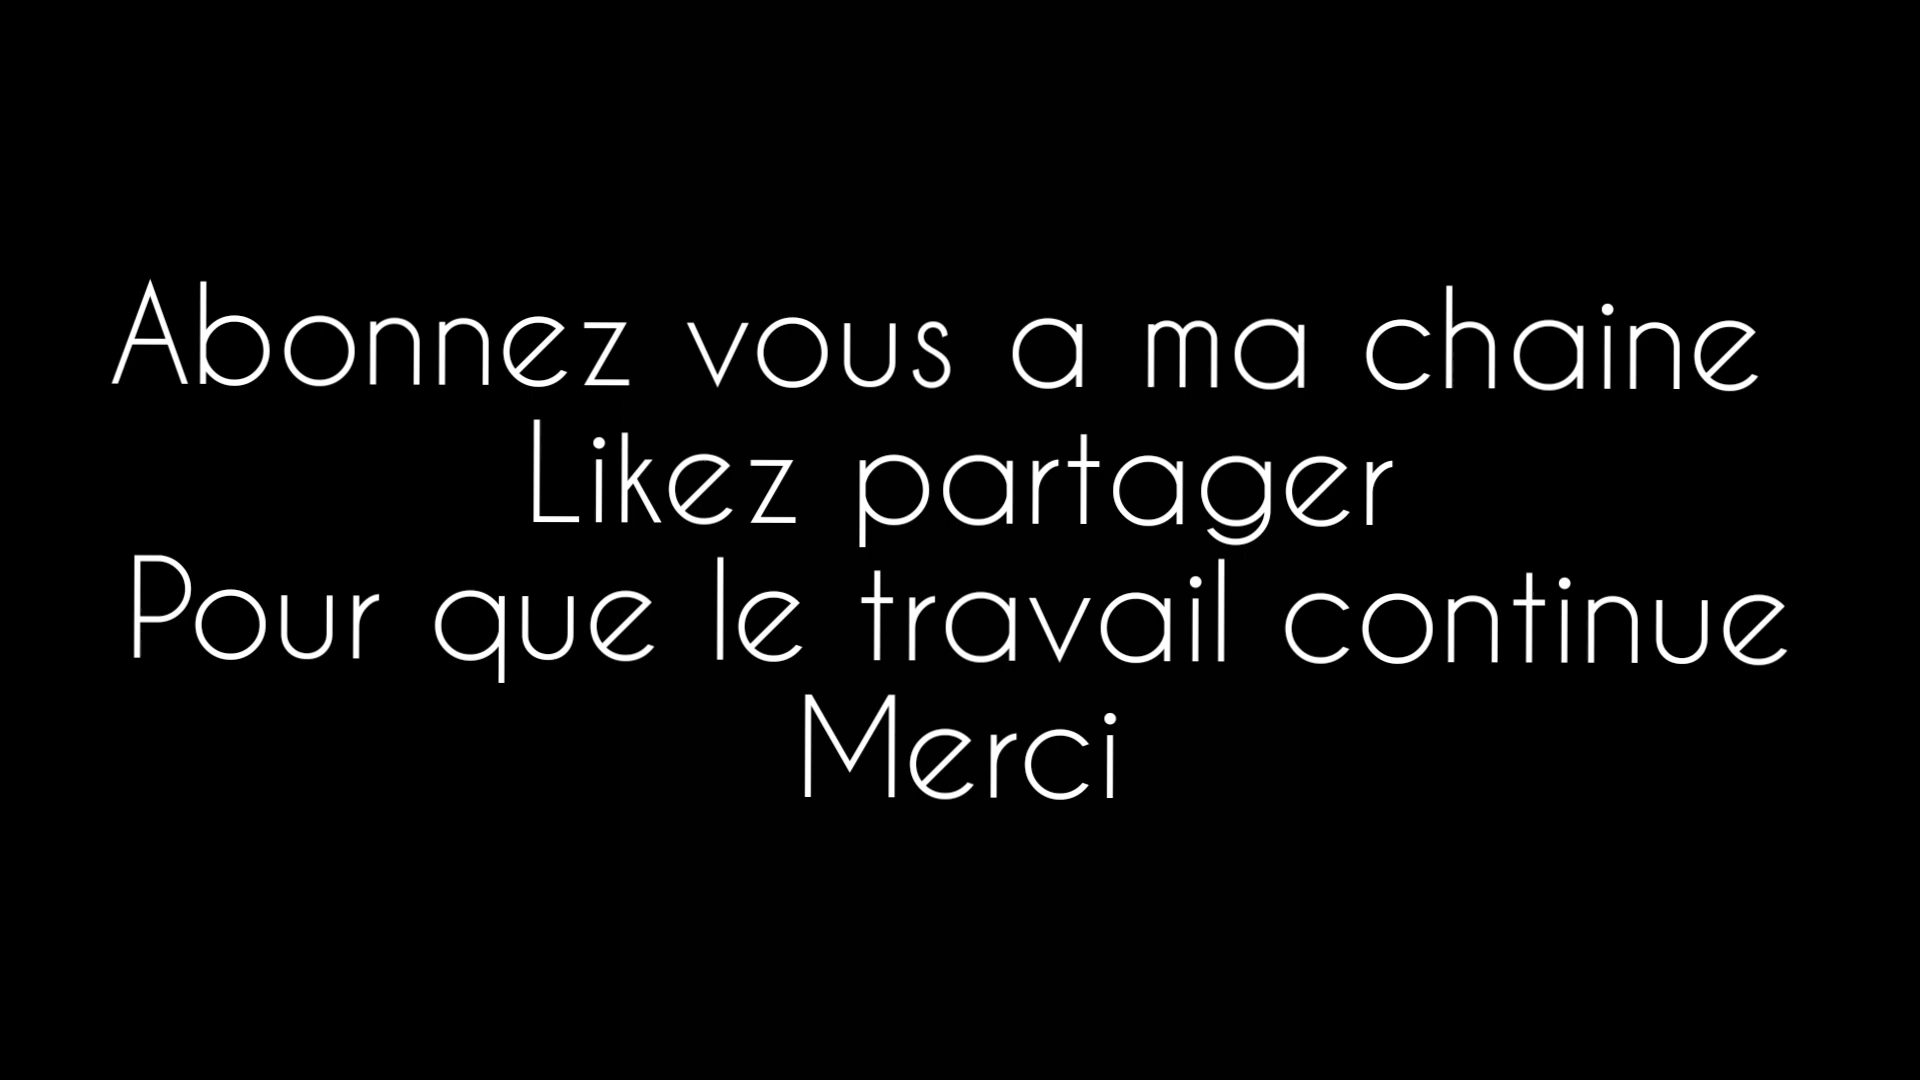 Abonnez vous a ma chaine
Likez partager
Pour que le travail continue
Merci